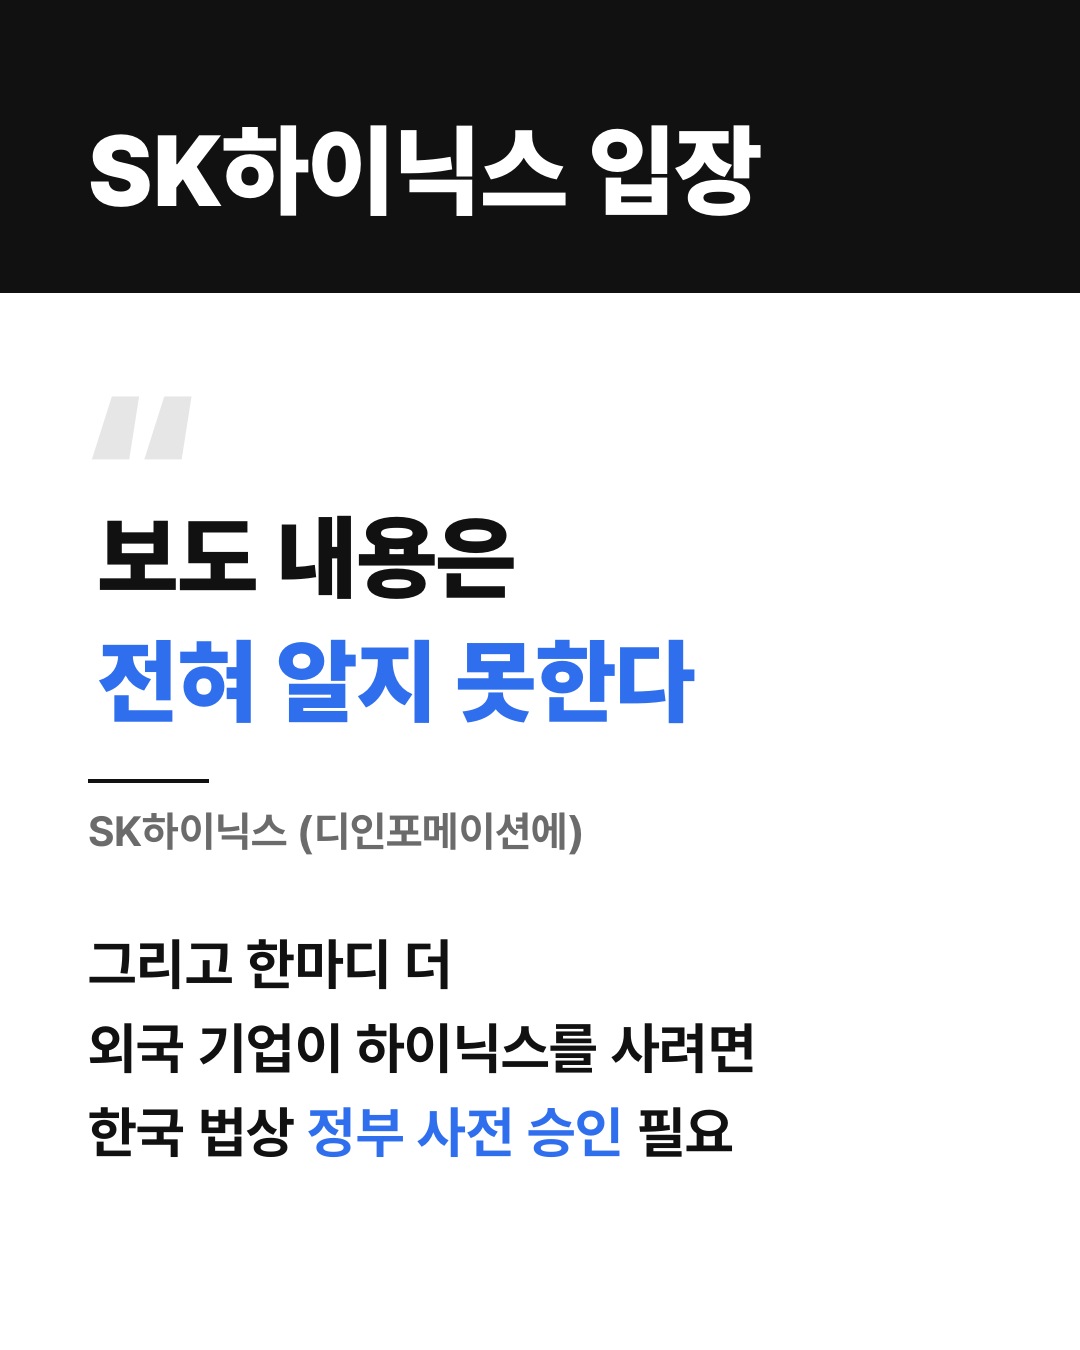 SK하이닉스 입장
“
보도 내용은
전혀 알지 못한다
SK하이닉스 (디인포메이션에)
그리고 한마디 더
외국 기업이 하이닉스를 사려면
한국 법상 정부 사전 승인 필요